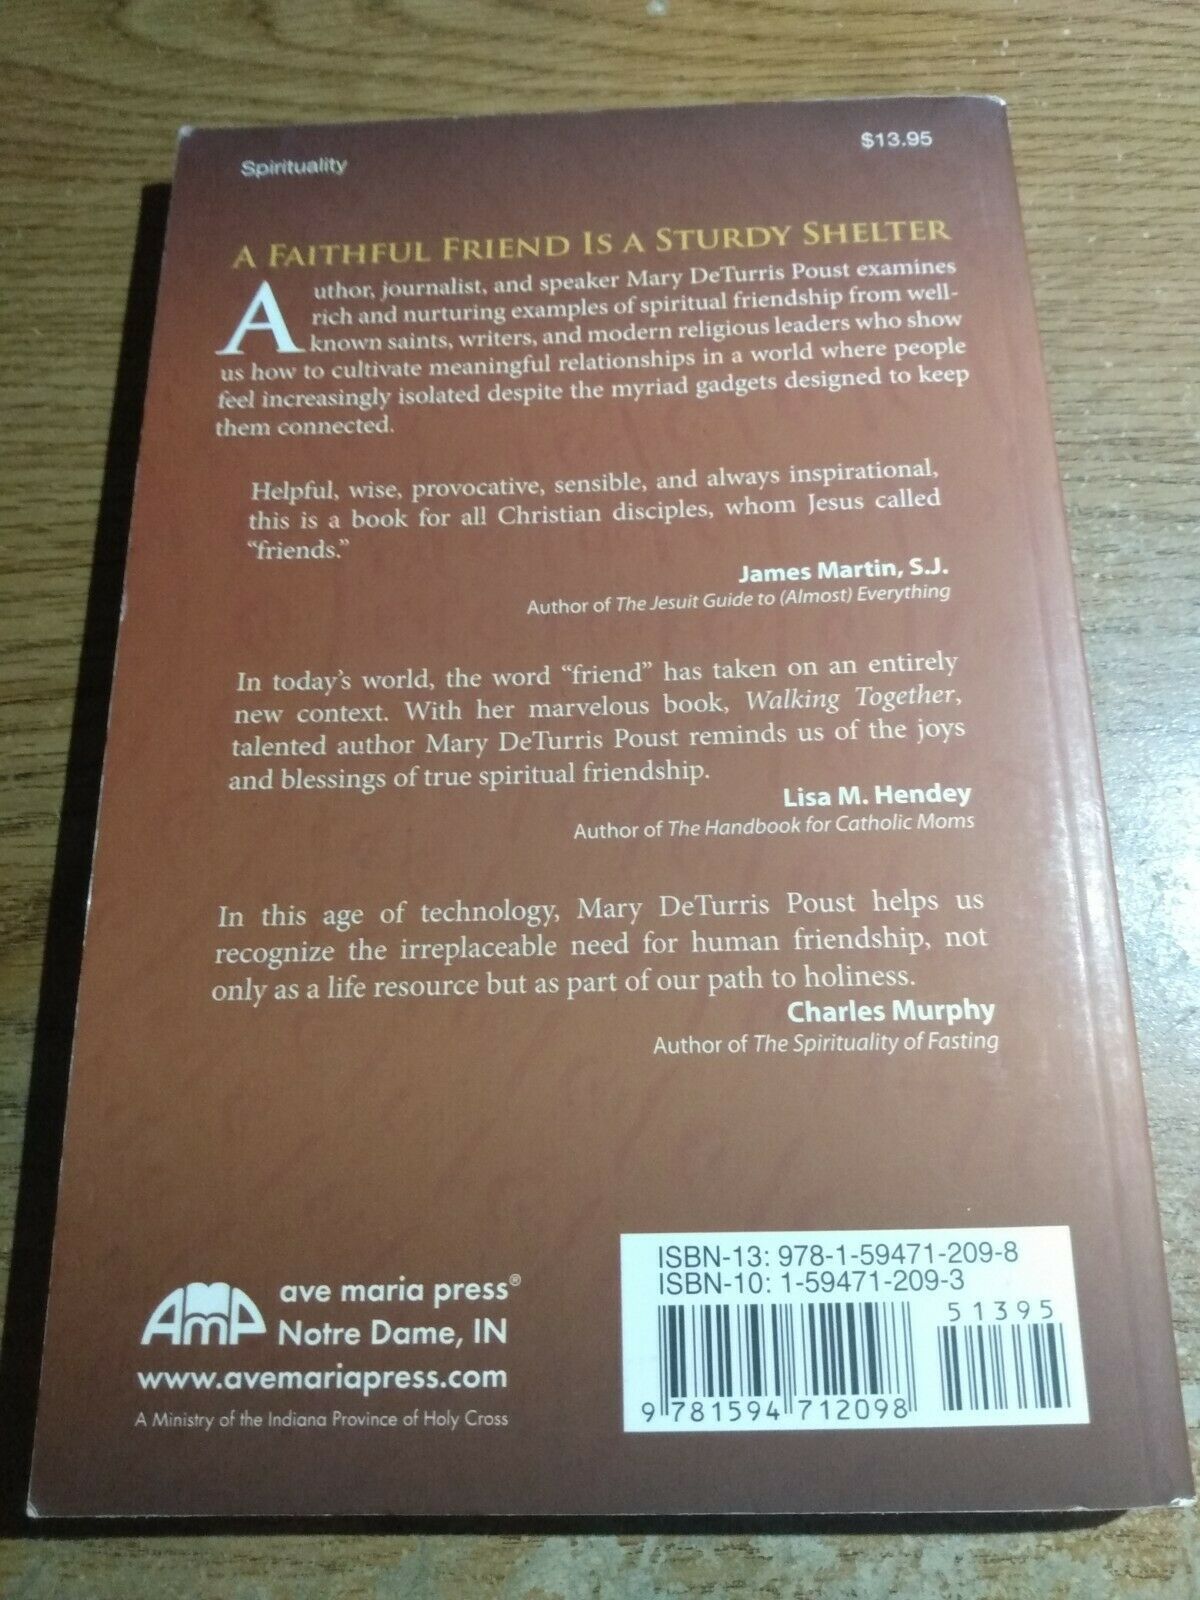 Spirituality
$13.95
A FAITHFUL FRIEND IS A STURDY SHELTER
Author, journalist, and speaker Mary DeTurris Poust examines
rich and nurturing examples of spiritual friendship from well-
known saints, writers, and modern religious leaders who show
us how to cultivate meaningful relationships in a world where people
feel increasingly isolated despite the myriad gadgets designed to keep
them connected.
Helpful, wise, provocative, sensible, and always inspirational,
this is a book for all Christian disciples, whom Jesus called
“friends.”
James Martin, S.J.
Author of The Jesuit Guide to (Almost) Everything
In today’s world, the word “friend” has taken on an entirely
new context. With her marvelous book, Walking Together,
talented author Mary DeTurris Poust reminds us of the joys
and blessings of true spiritual friendship.
Lisa M. Hendey
Author of The Handbook for Catholic Moms
In this age of technology, Mary DeTurris Poust helps us
recognize the irreplaceable need for human friendship, not
only as a life resource but as part of our path to holiness.
Charles Murphy
Author of The Spirituality of Fasting
AmP
ave maria press®
Notre Dame, IN
www.avemariapress.com
A Ministry of the Indiana Province of Holy Cross
ISBN-13: 978-1-59471-209-8
ISBN-10: 1-59471-209-3
51395
9 781594 712098